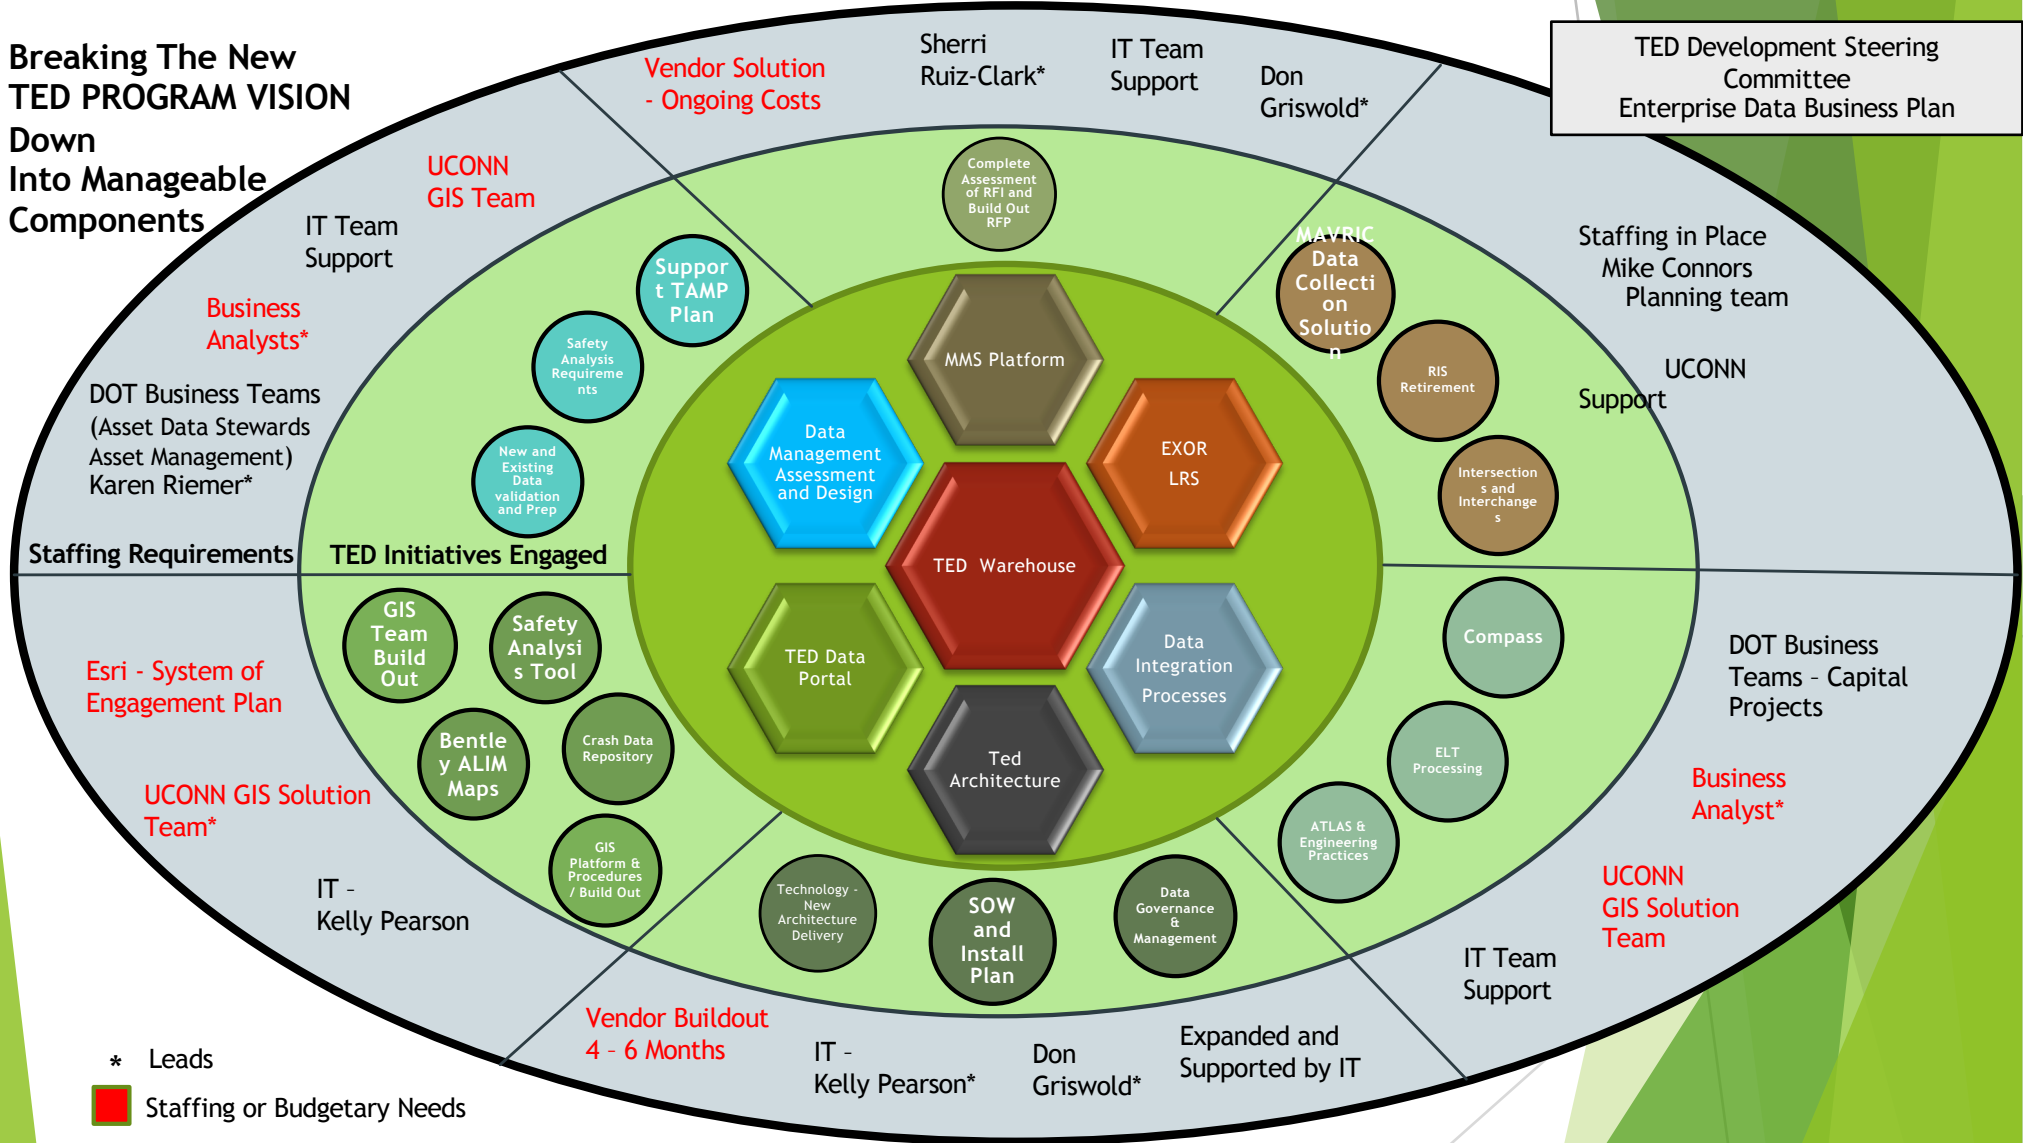 Breaking The New
TED PROGRAM VISION
Down
Into Manageable
Components
TED Development Steering
Committee
Enterprise Data Business Plan
Vendor Solution
- Ongoing Costs
Sherri
Ruiz-Clark*
IT Team
Support
Don
Griswold*
UCONN
GIS Team
IT Team
Support
Business
Analysts*
DOT Business Teams
(Asset Data Stewards
Asset Management)
Karen Riemer*
Staffing Requirements
TED Initiatives Engaged
Complete
Assessment
of RFI and
Build Out
RFP
Suppor
t TAMP
Plan
Safety
Analysis
Requireme
nts
New and
Existing
Data
validation
and Prep
MAVRIC
Data
Collecti
on
Solutio
n
RIS
Retirement
Intersection
s and
Interchange
s
Staffing in Place
Mike Connors
Planning team
UCONN
Support
MMS Platform
Data
Management
Assessment
and Design
EXOR
LRS
TED Warehouse
TED Data
Portal
Data
Integration
Processes
Ted
Architecture
GIS
Team
Build
Out
Safety
Analysi
s Tool
Bentle
y ALIM
Maps
Crash Data
Repository
GIS
Platform &
Procedures
/ Build Out
Technology -
New
Architecture
Delivery
SOW
and
Install
Plan
Data
Governance
&
Management
Compass
ELT
Processing
ATLAS &
Engineering
Practices
Esri - System of
Engagement Plan
UCONN GIS Solution
Team*
IT -
Kelly Pearson
DOT Business
Teams - Capital
Projects
Business
Analyst*
UCONN
GIS Solution
Team
IT Team
Support
Vendor Buildout
4 - 6 Months
IT -
Kelly Pearson*
Don
Griswold*
Expanded and
Supported by IT
* Leads
Staffing or Budgetary Needs